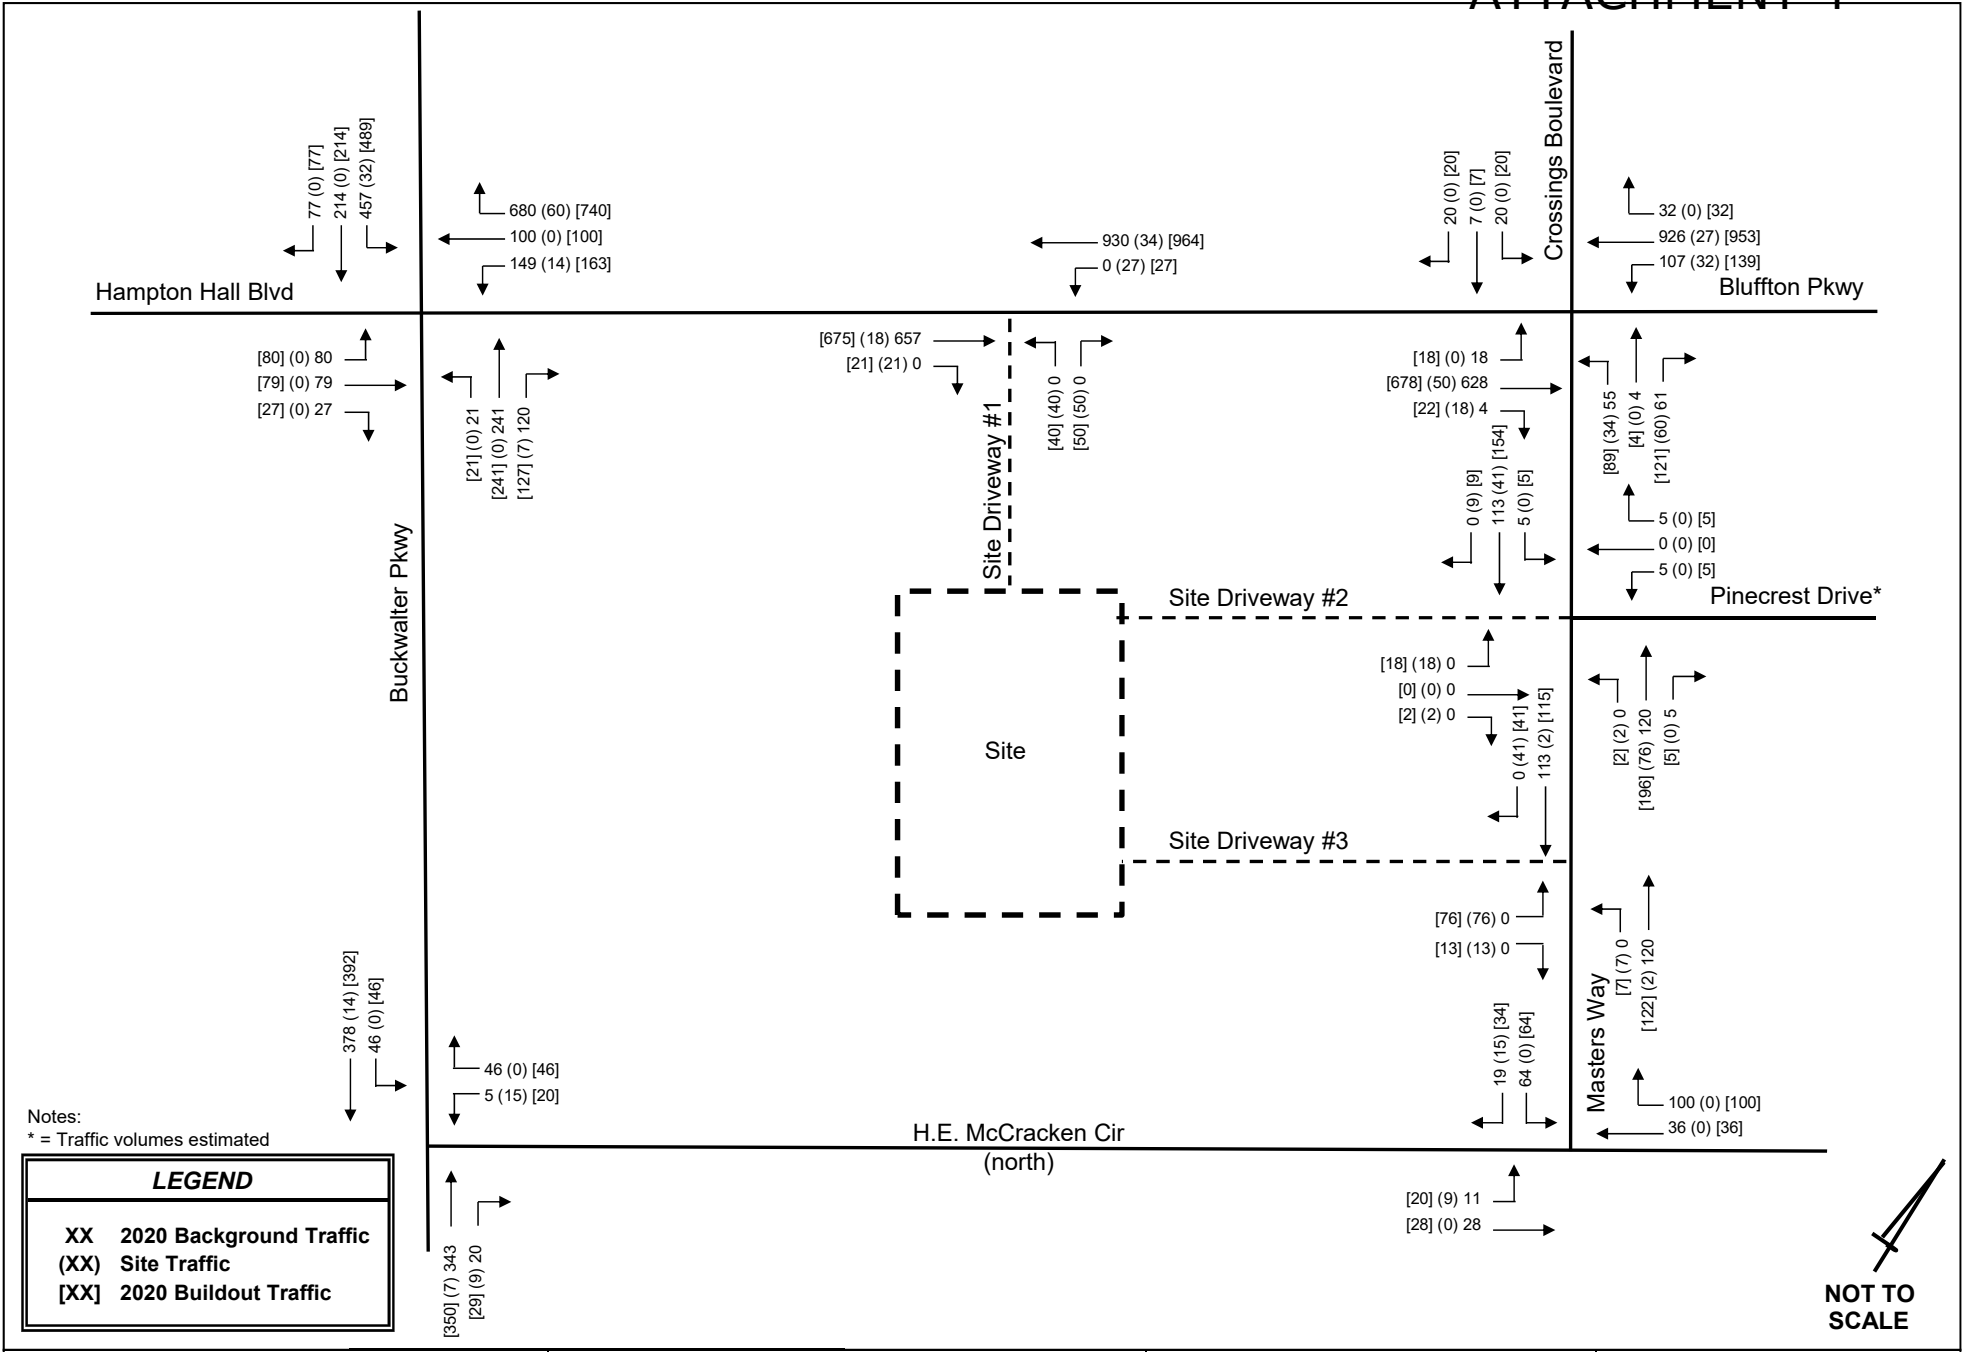 ATTACHMENT 4
Crossings Boulevard
77 (0) [77]
214 (0) [214]
457 (32) [489]
680 (60) [740]
100 (0) [100]
149 (14) [163]
930 (34) [964]
0 (27) [27]
20 (0) [20]
7 (0) [7]
20 (0) [20]
32 (0) [32]
926 (27) [953]
107 (32) [139]
Hampton Hall Blvd
Bluffton Pkwy
[80] (0) 80
[79] (0) 79
[27] (0) 27
[21] (0) 21
[241] (0) 241
[127] (7) 120
[675] (18) 657
[21] (21) 0
Site Driveway #1
[40] (40) 0
[50] (50) 0
[18] (0) 18
[678] (50) 628
[22] (18) 4
[89] (34) 55
[4] (0) 4
[121] (60) 61
0 (9) [9]
113 (41) [154]
5 (0) [5]
5 (0) [5]
0 (0) [0]
5 (0) [5]
Buckwalter Pkwy
Site Driveway #2
Pinecrest Drive*
[18] (18) 0
[0] (0) 0
[2] (2) 0
[2] (2) 0
[196] (76) 120
[5] (0) 5
Site
0 (41) [41]
113 (2) [115]
Site Driveway #3
[76] (76) 0
[13] (13) 0
[7] (7) 0
[122] (2) 120
Masters Way
378 (14) [392]
46 (0) [46]
46 (0) [46]
5 (15) [20]
19 (15) [34]
64 (0) [64]
100 (0) [100]
36 (0) [36]
H.E. McCracken Cir
(north)
[350] (7) 343
[29] (9) 20
[20] (9) 11
[28] (0) 28
Notes:
* = Traffic volumes estimated
LEGEND
XX 2020 Background Traffic
(XX) Site Traffic
[XX] 2020 Buildout Traffic
NOT TO
SCALE